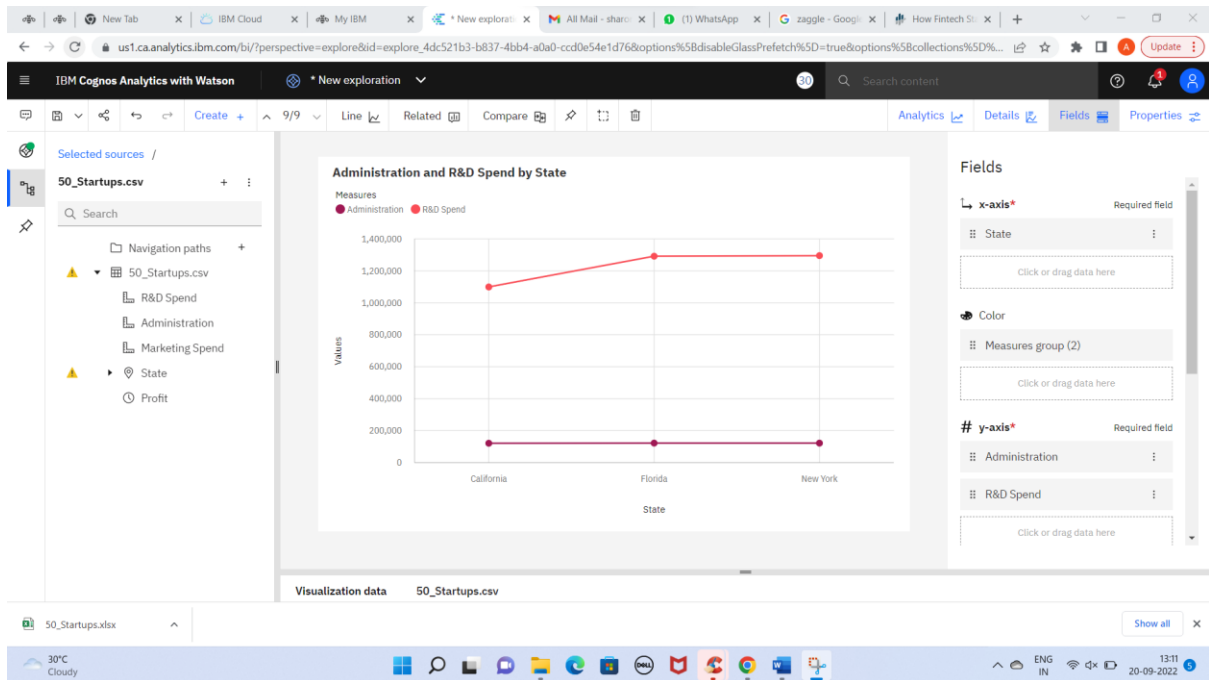 New Tab
IBM Cloud
My IBM
* New explorati
All Mail - sharo
(1) WhatsApp
zaggle - Google
How Fintech St
us1.ca.analytics.ibm.com/bi/?perspective=explore&id=explore_4dc521b3-b837-4bb4-a0a0-ccd0e54e1d76&options%5BdisableGlassPrefetch%5D=true&options%5Bcollections%5D%...
A
Update
IBM Cognos Analytics with Watson
* New exploration
30
Search content
1
Create +
9/9
Line
Related
Compare
Analytics
Details
Fields
Properties
Selected sources /
50_Startups.csv
Search
Navigation paths
50_Startups.csv
R&D Spend
Administration
Marketing Spend
State
Profit
Administration and R&D Spend by State
Measures
Administration
R&D Spend
1,400,000
1,200,000
1,000,000
800,000
600,000
400,000
200,000
0
Values
California
Florida
New York
State
Fields
x-axis*
Required field
State
Click or drag data here
Color
Measures group (2)
Click or drag data here
# y-axis*
Required field
Administration
R&D Spend
Click or drag data here
Visualization data
50_Startups.csv
50_Startups.xlsx
Show all
30°C
Cloudy
DELL
ENG
IN
13:11
20-09-2022
5